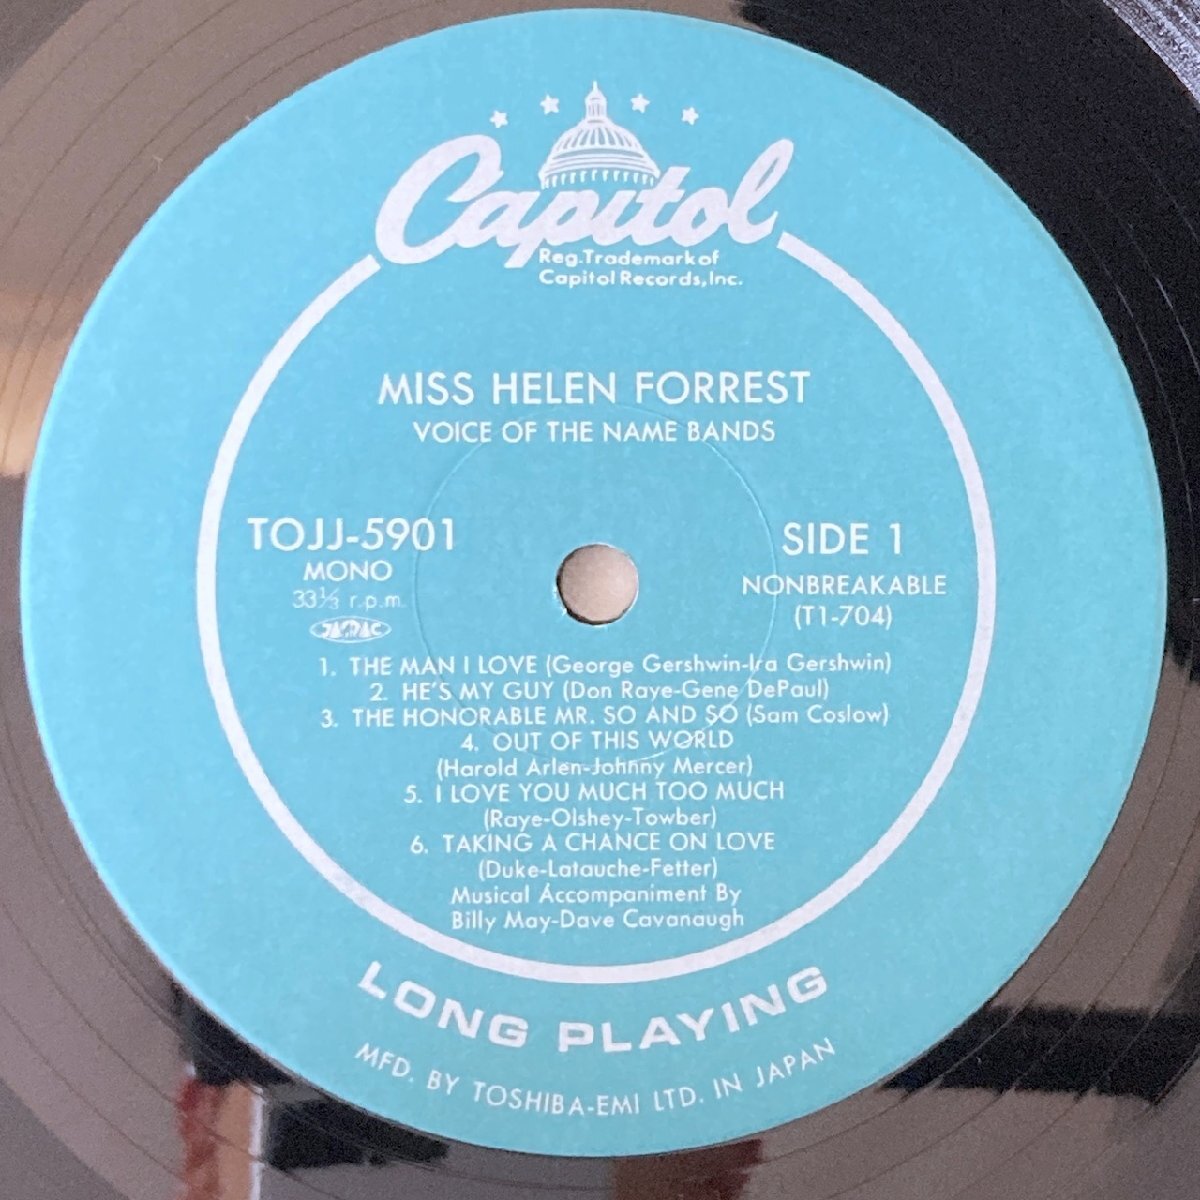 Capitol
Reg.Trademark of
Capitol Records,Inc.
MISS HELEN FORREST
VOICE OF THE NAME BANDS
TOJJ-5901
MONO
33⅓ r.p.m.
JASRAC
SIDE 1
NONBREAKABLE
(T1-704)
1. THE MAN I LOVE (George Gershwin-Ira Gershwin)
2. HE'S MY GUY (Don Raye-Gene DePaul)
3. THE HONORABLE MR. SO AND SO (Sam Coslow)
4. OUT OF THIS WORLD
(Harold Arlen-Johnny Mercer)
5. I LOVE YOU MUCH TOO MUCH
(Raye-Olshey-Towber)
6. TAKING A CHANCE ON LOVE
(Duke-Latauche-Fetter)
Musical Accompaniment By
Billy May-Dave Cavanaugh
LONG PLAYING
MFD. BY TOSHIBA-EMI LTD. IN JAPAN